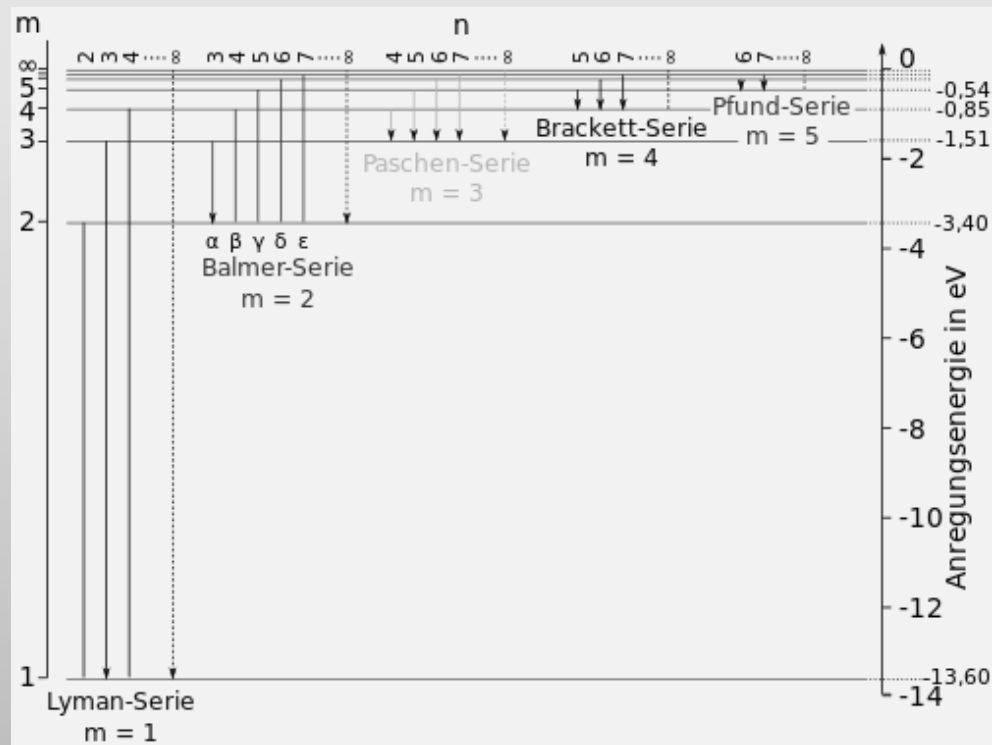 m
n
2 3 4 ····· ∞
3 4 5 6 7 ····· ∞
4 5 6 7 ····· ∞
5 6 7 ····· ∞
6 7 ····· ∞
∞
5
4
3
2
1
0
-0,54
-0,85
-1,51
-2
-3,40
-4
-6
-8
-10
-12
-13,60
-14
Pfund-Serie
m = 5
Brackett-Serie
m = 4
Paschen-Serie
m = 3
α β γ δ ε
Balmer-Serie
m = 2
Lyman-Serie
m = 1
Anregungsenergie in eV